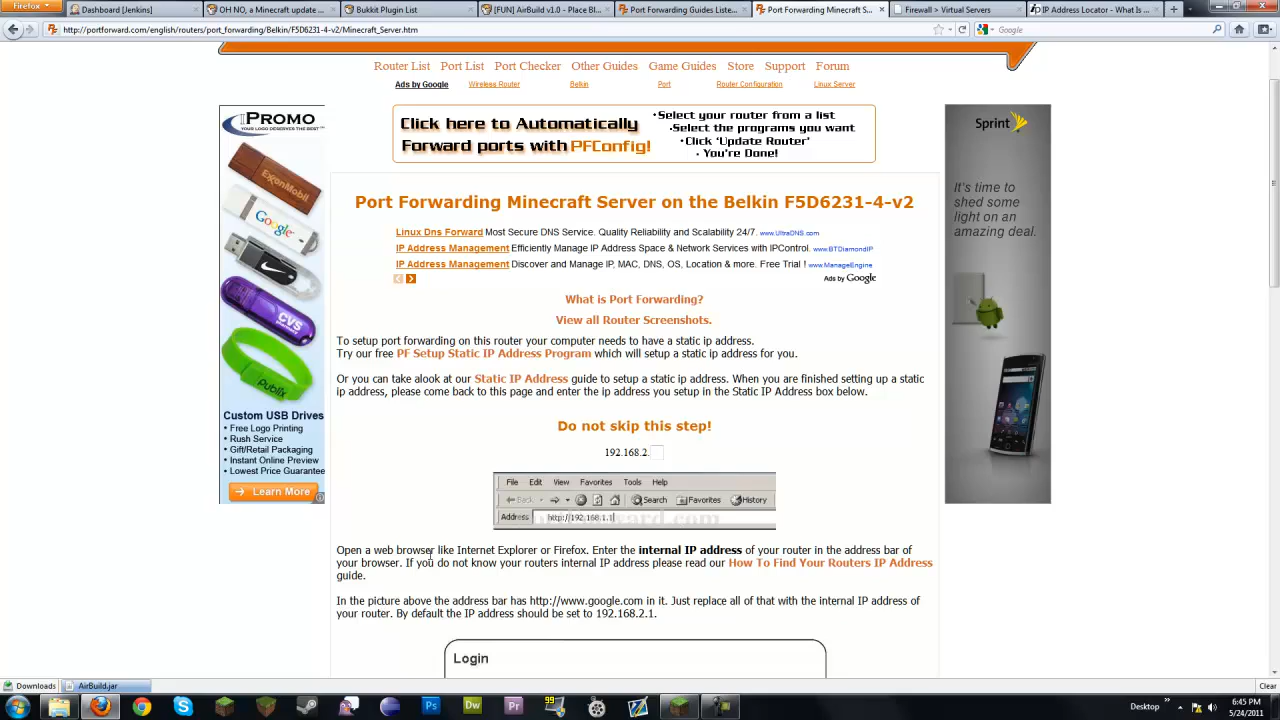 Firefox
Dashboard [Jenkins]
OH NO, a Minecraft update ...
Bukkit Plugin List
[FUN] AirBuild v1.0 - Place Bl...
Port Forwarding Guides Liste...
Port Forwarding Minecraft S...
Firewall > Virtual Servers
IP Address Locator - What Is ...
http://portforward.com/english/routers/port_forwarding/Belkin/F5D6231-4-v2/Minecraft_Server.htm
Google
Router List Port List Port Checker Other Guides Game Guides Store Support Forum
Ads by Google Wireless Router Belkin Port Router Configuration Linux Server
Click here to Automatically
Forward ports with PFConfig!
•Select your router from a list
•Select the programs you want
•Click 'Update Router'
• You're Done!
iPROMO
YOUR LOGO DESERVES THE BEST™
ExxonMobil
Google
CVS
Publix
Custom USB Drives
• Free Logo Printing
• Rush Service
• Gift/Retail Packaging
• Instant Online Preview
• Lowest Price Guarantee
Learn More
Sprint
It's time to
shed some
light on an
amazing deal.
Port Forwarding Minecraft Server on the Belkin F5D6231-4-v2
Linux Dns Forward Most Secure DNS Service. Quality Reliability and Scalability 24/7. www.UltraDNS.com
IP Address Management Efficiently Manage IP Address Space & Network Services with IPControl. www.BTDiamondIP
IP Address Management Discover and Manage IP, MAC, DNS, OS, Location & more. Free Trial ! www.ManageEngine
Ads by Google
What is Port Forwarding?
View all Router Screenshots.
To setup port forwarding on this router your computer needs to have a static ip address.
Try our free PF Setup Static IP Address Program which will setup a static ip address for you.
Or you can take alook at our Static IP Address guide to setup a static ip address. When you are finished setting up a static
ip address, please come back to this page and enter the ip address you setup in the Static IP Address box below.
Do not skip this step!
192.168.2.
File Edit View Favorites Tools Help
Back Search Favorites History
Address http://192.168.1.1
Open a web browser like Internet Explorer or Firefox. Enter the internal IP address of your router in the address bar of
your browser. If you do not know your routers internal IP address please read our How To Find Your Routers IP Address
guide.
In the picture above the address bar has http://www.google.com in it. Just replace all of that with the internal IP address of
your router. By default the IP address should be set to 192.168.2.1.
Login
Downloads
AirBuild.jar
Clear
Ps
Dw
Pr
99
Desktop
6:45 PM
5/24/2011